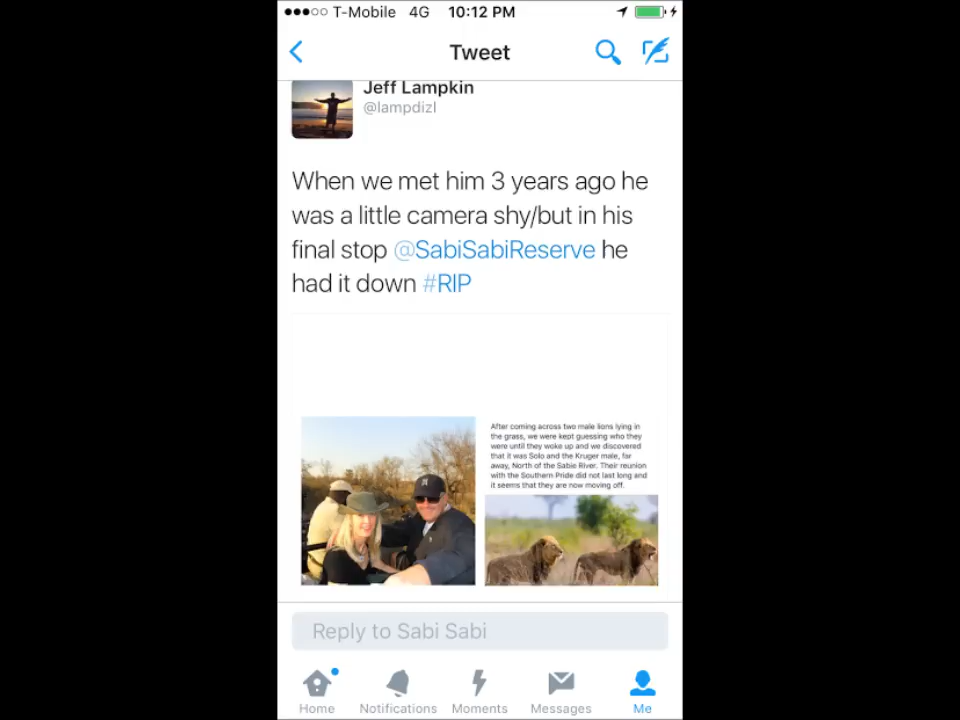 T-Mobile 4G 10:12 PM
Tweet
Jeff Lampkin
@lampdizl
When we met him 3 years ago he
was a little camera shy/but in his
final stop @SabiSabiReserve he
had it down #RIP
After coming across two male lions lying in
the grass, we were kept guessing who they
were until they woke up and we discovered
that it was Solo and the Kruger male, far
away, North of the Sabie River. Their reunion
with the Southern Pride did not last long and
it seems that they are now moving off.
Reply to Sabi Sabi
Home Notifications Moments Messages Me